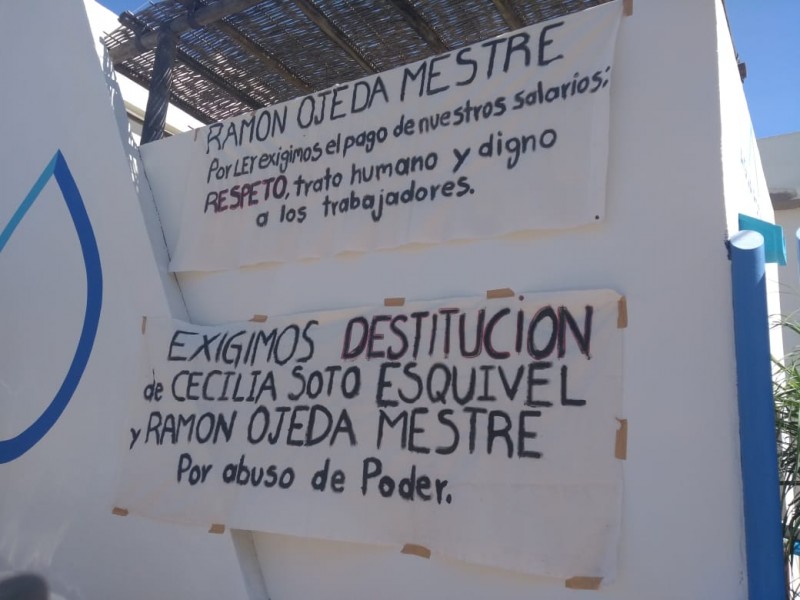 RAMON OJEDA MESTRE
Por LEY exigimos el pago de nuestros salarios;
RESPETO, trato humano y digno
a los trabajadores.
EXIGIMOS DESTITUCION
de CECILIA SOTO ESQUIVEL
y RAMON OJEDA MESTRE
Por abuso de Poder.